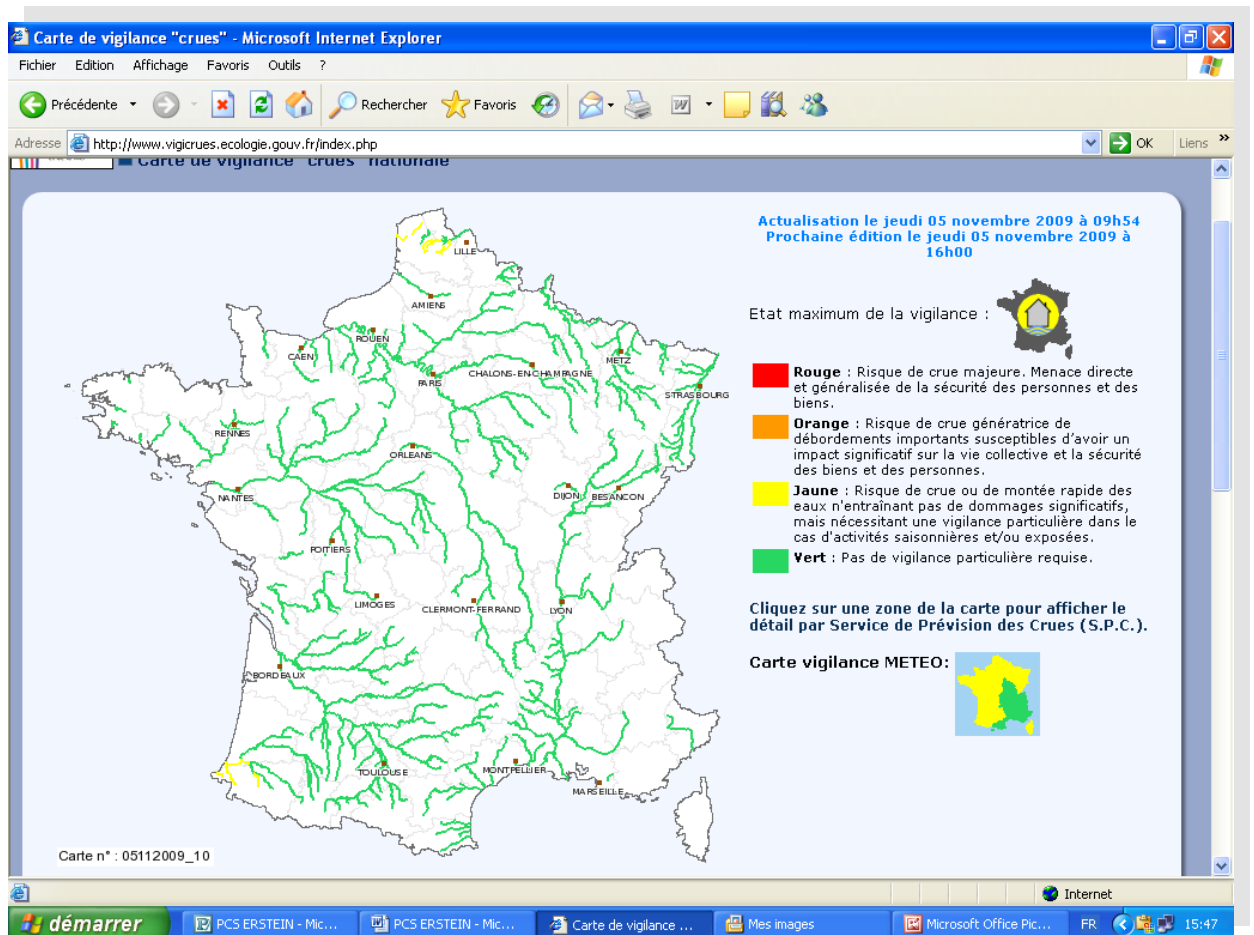 Carte de vigilance "crues" - Microsoft Internet Explorer
Fichier Edition Affichage Favoris Outils ?
Précédente Rechercher Favoris
Adresse http://www.vigicrues.ecologie.gouv.fr/index.php OK Liens »
Carte de vigilance "crues" nationale
Actualisation le jeudi 05 novembre 2009 à 09h54
Prochaine édition le jeudi 05 novembre 2009 à
16h00
Etat maximum de la vigilance :
Rouge : Risque de crue majeure. Menace directe
et généralisée de la sécurité des personnes et des
biens.
Orange : Risque de crue génératrice de
débordements importants susceptibles d'avoir un
impact significatif sur la vie collective et la sécurité
des biens et des personnes.
Jaune : Risque de crue ou de montée rapide des
eaux n'entraînant pas de dommages significatifs,
mais nécessitant une vigilance particulière dans le
cas d'activités saisonnières et/ou exposées.
Vert : Pas de vigilance particulière requise.
Cliquez sur une zone de la carte pour afficher le
détail par Service de Prévision des Crues (S.P.C.).
Carte vigilance METEO:
LILLE
AMIENS
ROUEN
CAEN
METZ
PARIS
CHALONS-EN-CHAMPAGNE
STRASBOURG
RENNES
ORLEANS
NANTES
DIJON
BESANCON
POITIERS
LIMOGES
CLERMONT-FERRAND
LYON
BORDEAUX
TOULOUSE
MONTPELLIER
MARSEILLE
Carte n° : 05112009_10
Internet
démarrer
PCS ERSTEIN - Mic...
PCS ERSTEIN - Mic...
Carte de vigilance ...
Mes images
Microsoft Office Pic...
FR
15:47